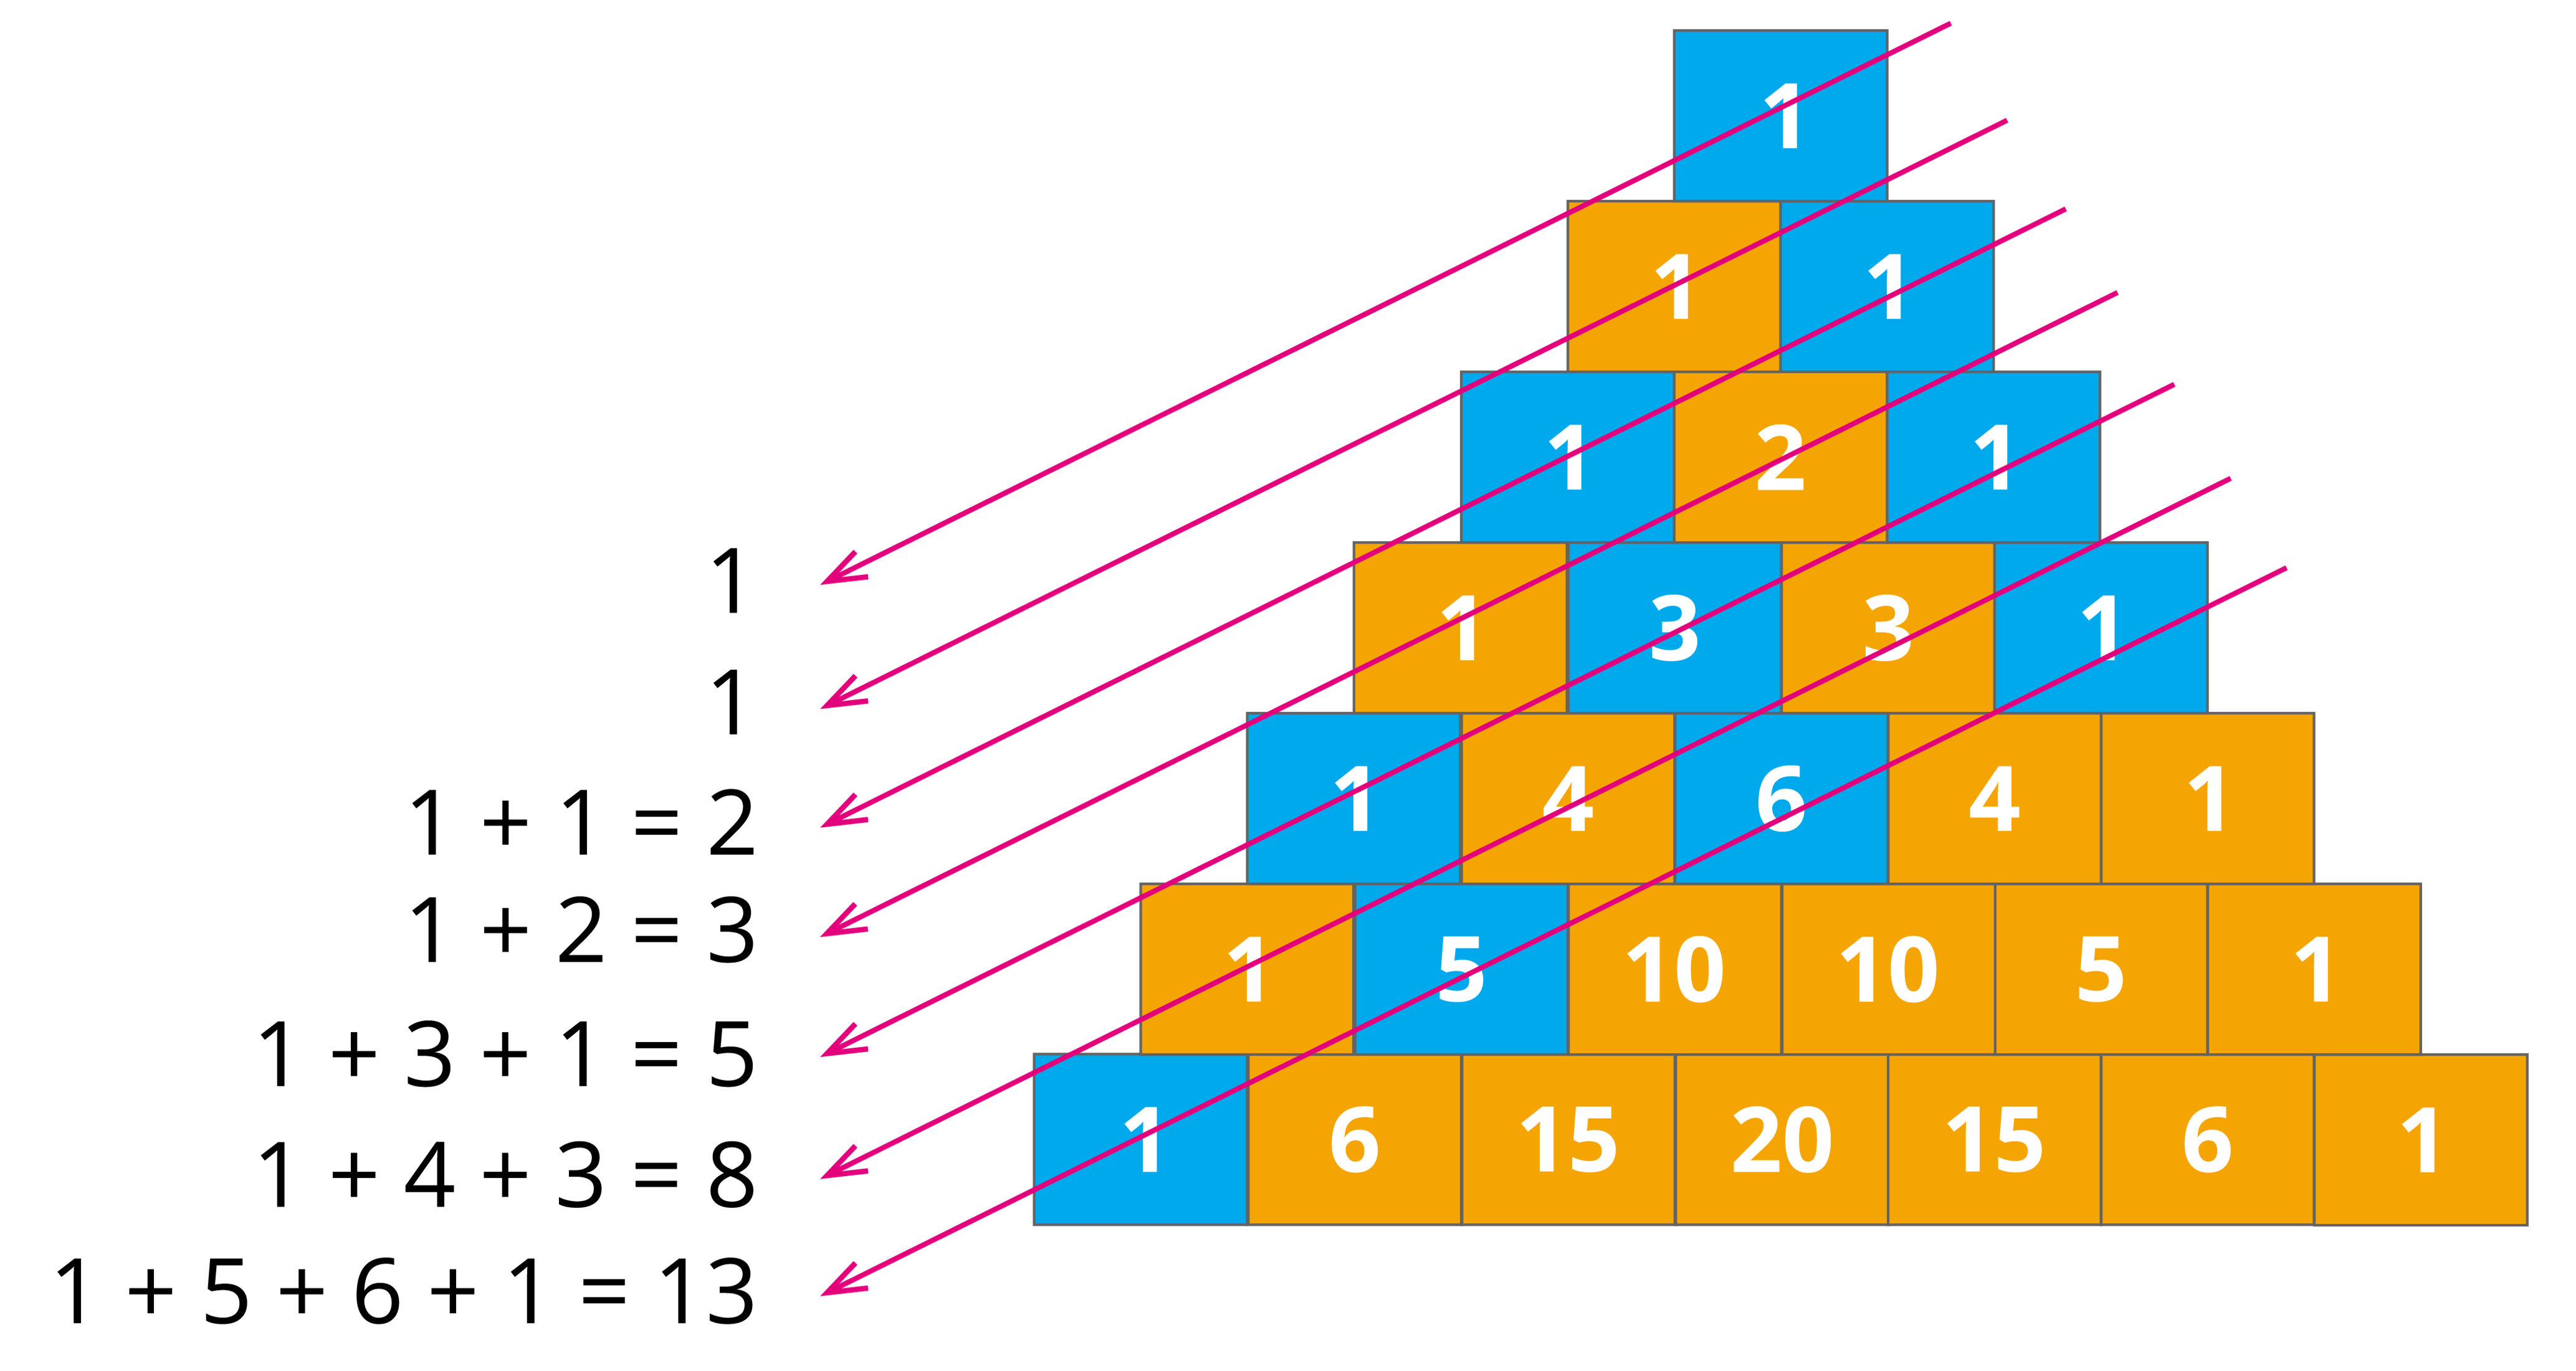 1
1 1
1 2 1
1 3 3 1
1 4 6 4 1
1 5 10 10 5 1
1 6 15 20 15 6 1
1
1
1 + 1 = 2
1 + 2 = 3
1 + 3 + 1 = 5
1 + 4 + 3 = 8
1 + 5 + 6 + 1 = 13